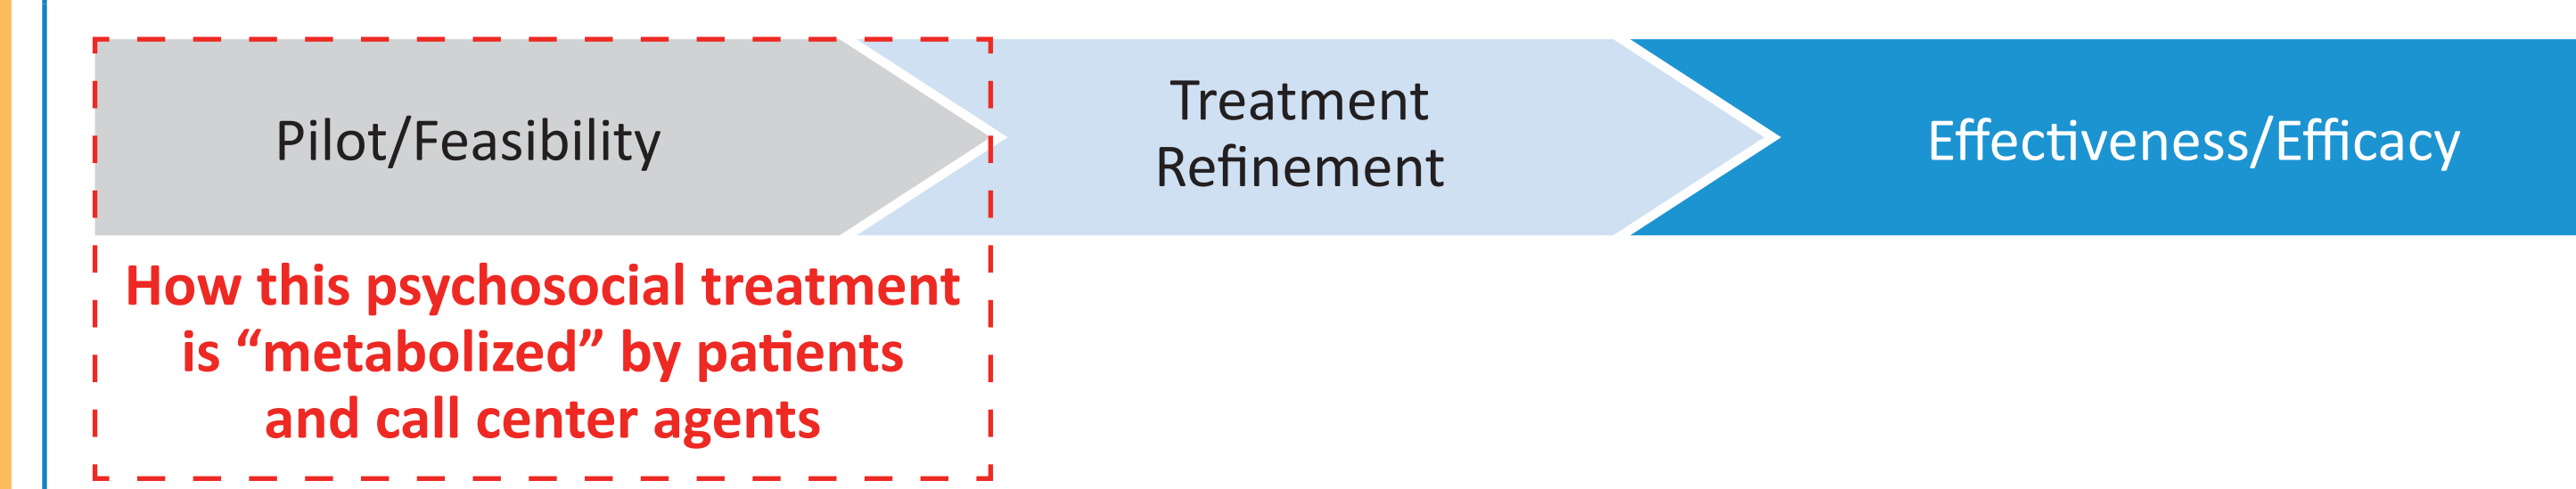 Pilot/Feasibility
Treatment
Refinement
Effectiveness/Efficacy
How this psychosocial treatment
is “metabolized” by patients
and call center agents